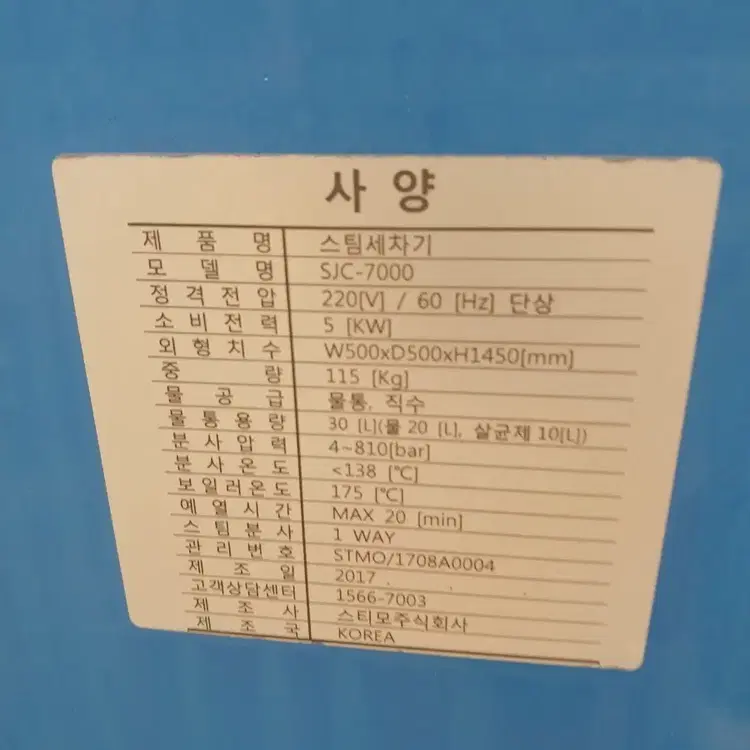 사양
제품명 스팀세차기
모델명 SJC-7000
정격전압 220[V] / 60 [Hz] 단상
소비전력 5 [KW]
외형치수 W500xD500xH1450[mm]
중량 115 [Kg]
물공급 물통, 직수
물통용량 30 [L](물 20 [L], 살균제 10[L])
분사압력 4~810[bar]
분사온도 <138 [℃]
보일러온도 175 [℃]
예열시간 MAX 20 [min]
스팀분사 1 WAY
관리번호 STMO/1708A0004
제조일 2017 . . .
고객상담센터 1566-7003
제조사 스티모주식회사
제조국 KOREA